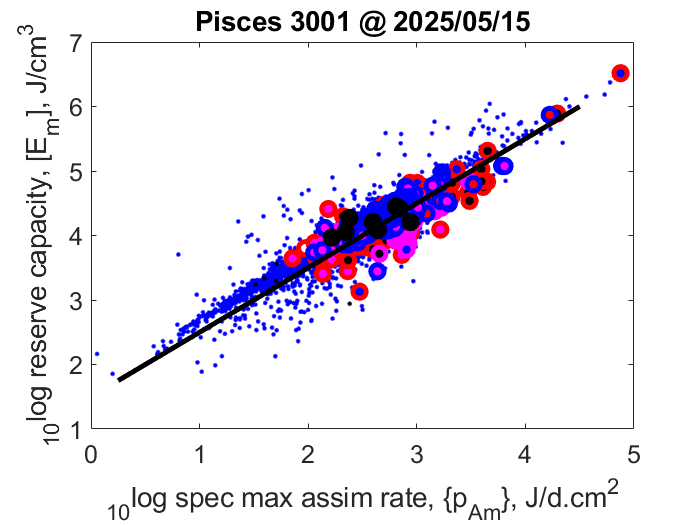 Pisces 3001 @ 2025/05/15
10log reserve capacity, [Em], J/cm3
7
6
5
4
3
2
1
0 1 2 3 4 5
10log spec max assim rate, {pAm}, J/d.cm2